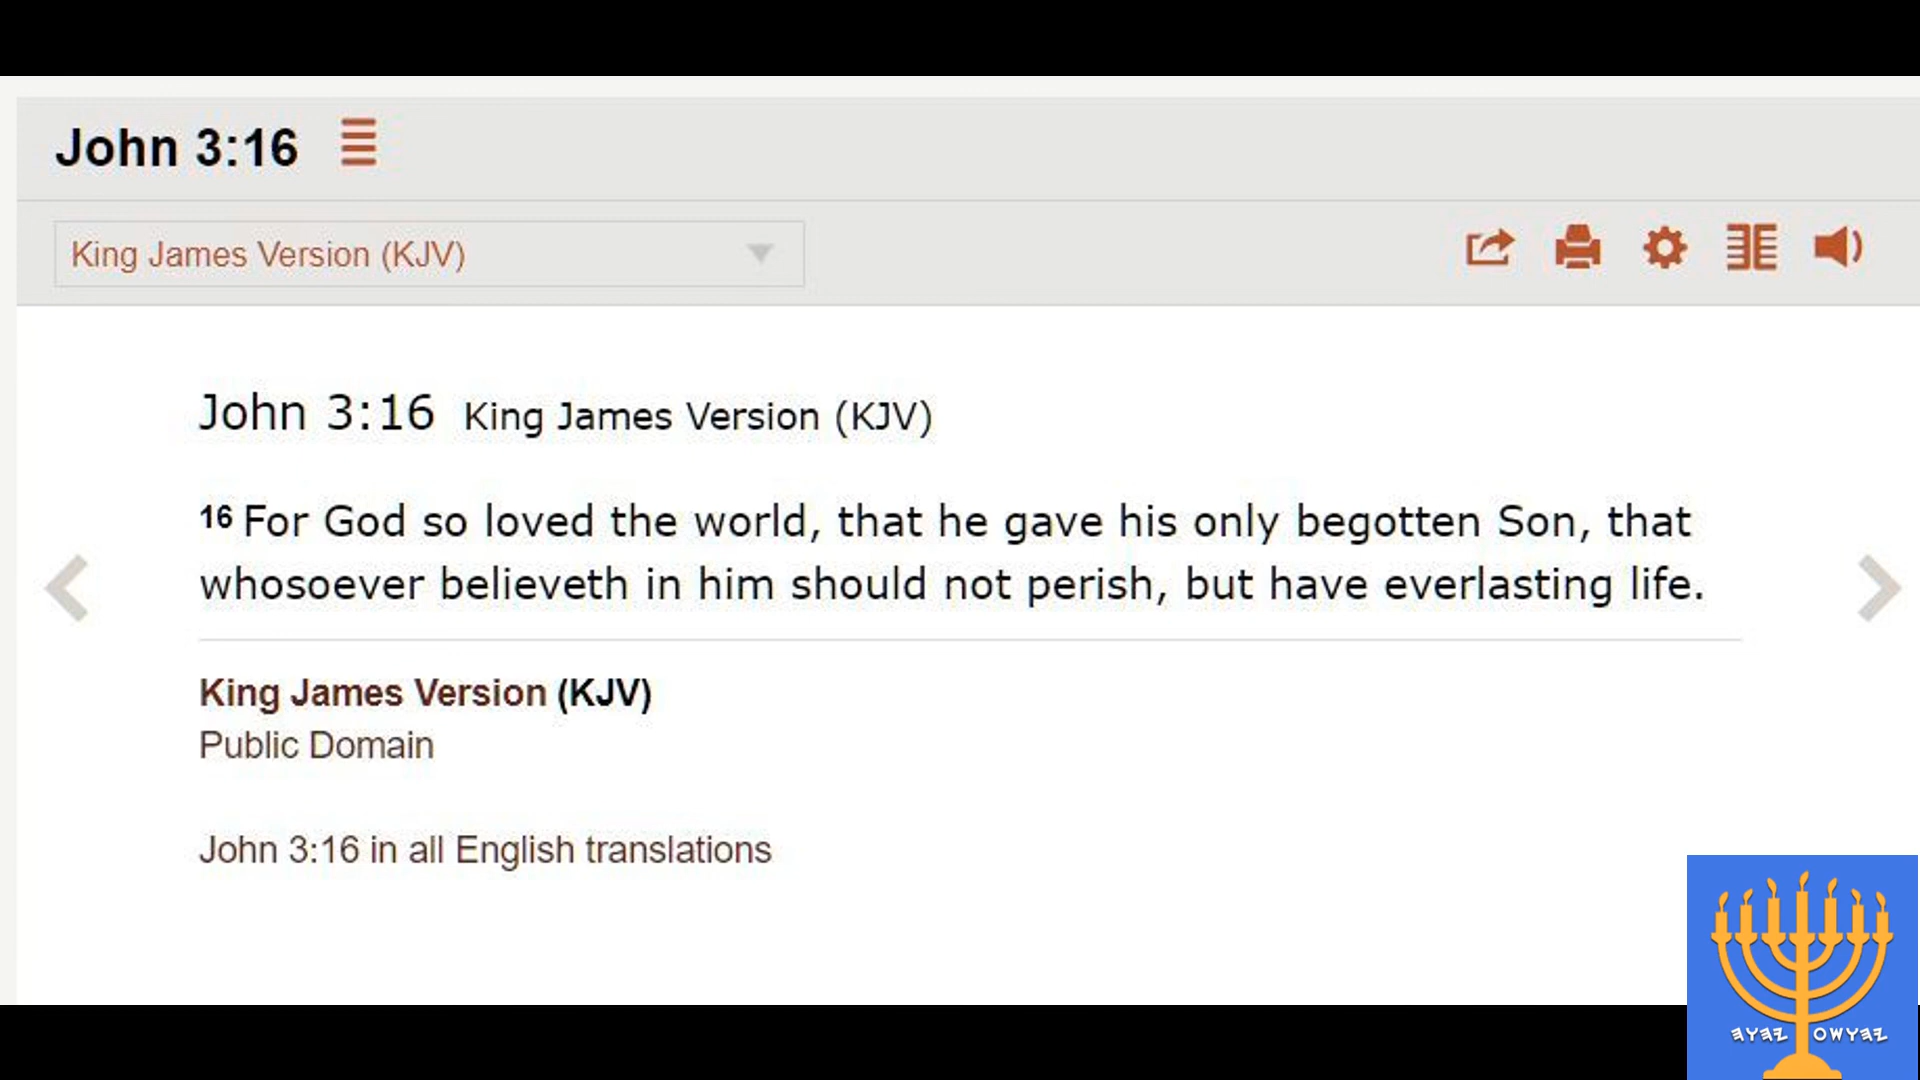 John 3:16
King James Version (KJV)
John 3:16 King James Version (KJV)
16 For God so loved the world, that he gave his only begotten Son, that
whosoever believeth in him should not perish, but have everlasting life.
King James Version (KJV)
Public Domain
John 3:16 in all English translations